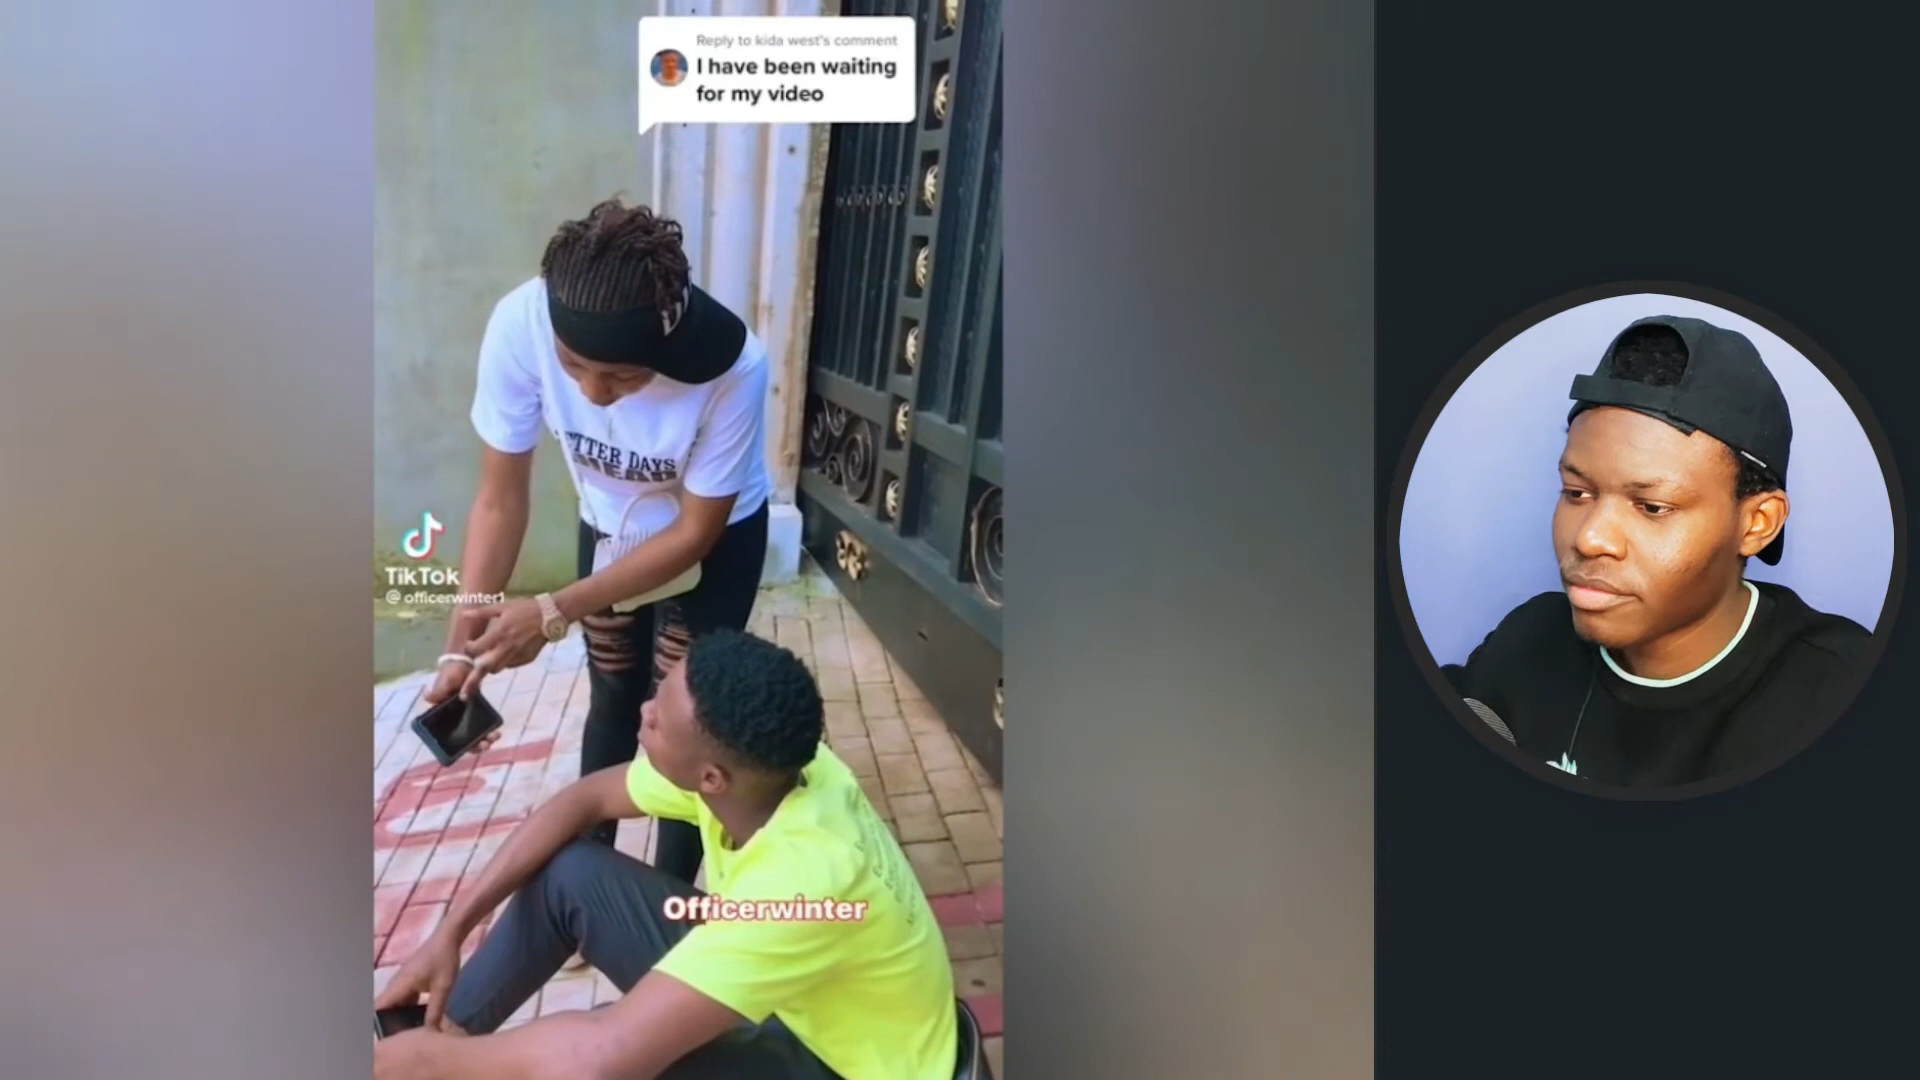 Reply to kida west's comment
I have been waiting
for my video
TTER DAYS
TikTok
@ officerwinter1
Officerwinter